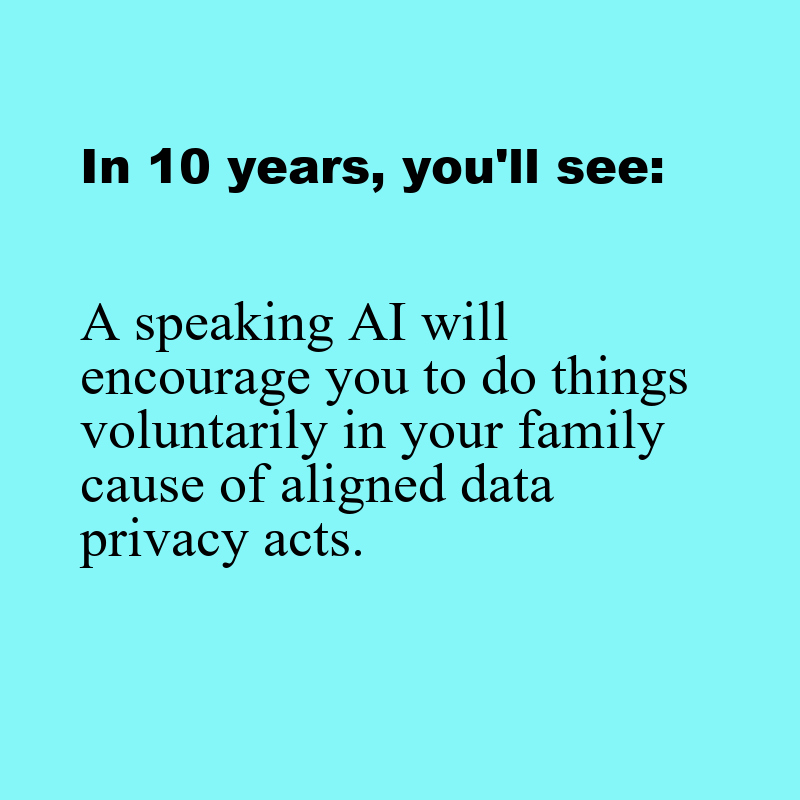 In 10 years, you'll see:
A speaking AI will
encourage you to do things
voluntarily in your family
cause of aligned data
privacy acts.